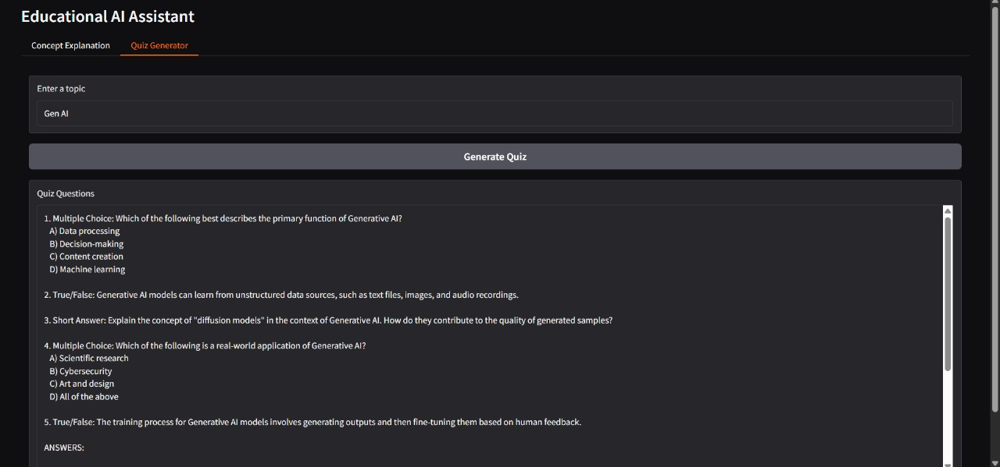 Educational AI Assistant
Concept Explanation
Quiz Generator
Enter a topic
Gen AI
Generate Quiz
Quiz Questions
1. Multiple Choice: Which of the following best describes the primary function of Generative AI?
A) Data processing
B) Decision-making
C) Content creation
D) Machine learning
2. True/False: Generative AI models can learn from unstructured data sources, such as text files, images, and audio recordings.
3. Short Answer: Explain the concept of "diffusion models" in the context of Generative AI. How do they contribute to the quality of generated samples?
4. Multiple Choice: Which of the following is a real-world application of Generative AI?
A) Scientific research
B) Cybersecurity
C) Art and design
D) All of the above
5. True/False: The training process for Generative AI models involves generating outputs and then fine-tuning them based on human feedback.
ANSWERS: